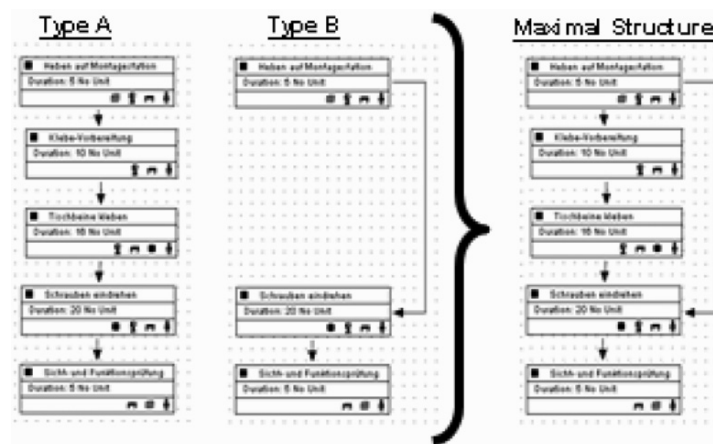 Type A
Heben auf Montagestation
Duration: 5 No Unit
Klebe-Vorbereitung
Duration: 10 No Unit
Tischbeine kleben
Duration: 15 No Unit
Schrauben eindrehen
Duration: 20 No Unit
Sicht- und Funktionsprüfung
Duration: 5 No Unit
Type B
Heben auf Montagestation
Duration: 5 No Unit
Schrauben eindrehen
Duration: 20 No Unit
Sicht- und Funktionsprüfung
Duration: 5 No Unit
Maximal Structure
Heben auf Montagestation
Duration: 5 No Unit
Klebe-Vorbereitung
Duration: 10 No Unit
Tischbeine kleben
Duration: 15 No Unit
Schrauben eindrehen
Duration: 20 No Unit
Sicht- und Funktionsprüfung
Duration: 5 No Unit